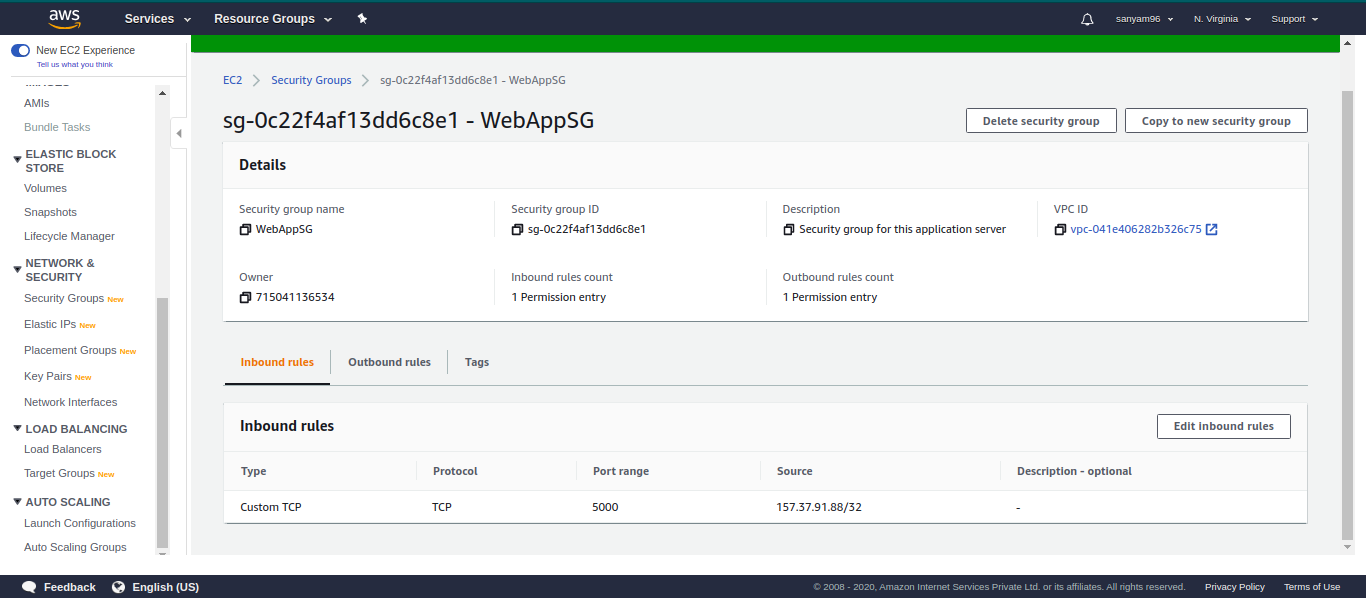 aws Services Resource Groups sanyam96 N. Virginia Support
New EC2 Experience
Tell us what you think
AMIs
Bundle Tasks
ELASTIC BLOCK
STORE
Volumes
Snapshots
Lifecycle Manager
NETWORK &
SECURITY
Security Groups New
Elastic IPs New
Placement Groups New
Key Pairs New
Network Interfaces
LOAD BALANCING
Load Balancers
Target Groups New
AUTO SCALING
Launch Configurations
Auto Scaling Groups
EC2 Security Groups sg-0c22f4af13dd6c8e1 - WebAppSG
sg-0c22f4af13dd6c8e1 - WebAppSG
Delete security group Copy to new security group
Details
Security group name Security group ID Description VPC ID
WebAppSG sg-0c22f4af13dd6c8e1 Security group for this application server vpc-041e406282b326c75
Owner Inbound rules count Outbound rules count
715041136534 1 Permission entry 1 Permission entry
Inbound rules Outbound rules Tags
Inbound rules Edit inbound rules
Type Protocol Port range Source Description - optional
Custom TCP TCP 5000 157.37.91.88/32 -
Feedback English (US) © 2008 - 2020, Amazon Internet Services Private Ltd. or its affiliates. All rights reserved. Privacy Policy Terms of Use